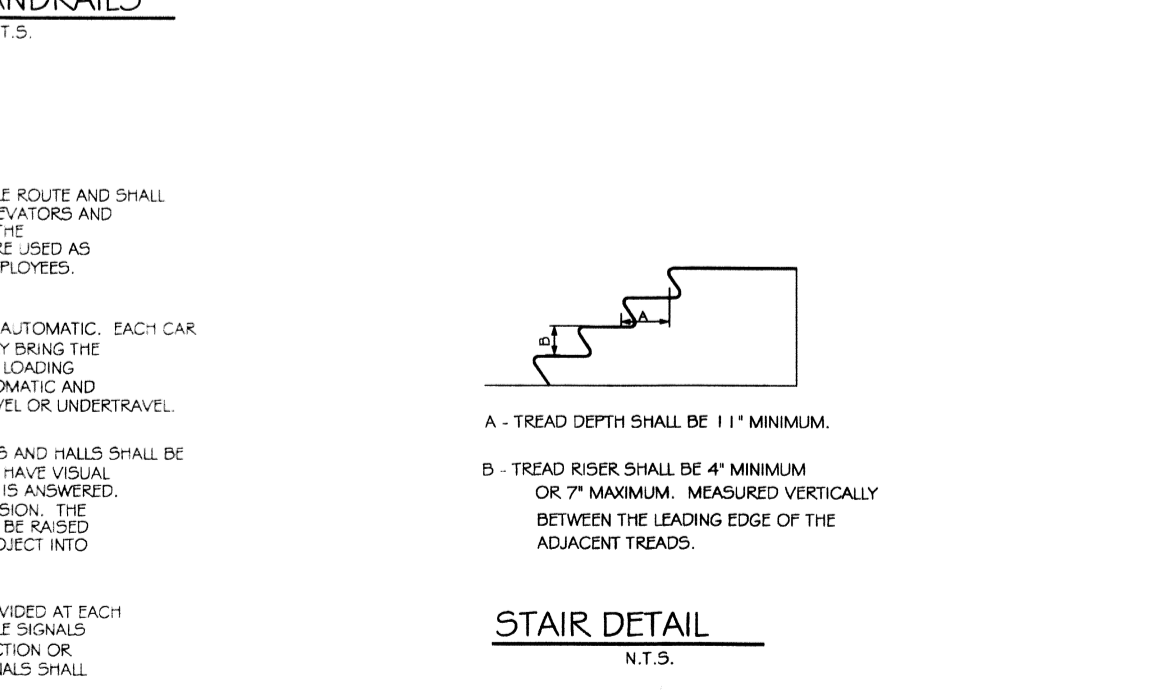 T.S.
E ROUTE AND SHALL
EVATORS AND
THE
RE USED AS
PLOYEES.
AUTOMATIC. EACH CAR
Y BRING THE
LOADING
OMATIC AND
VEL OR UNDERTRAVEL.
S AND HALLS SHALL BE
HAVE VISUAL
IS ANSWERED.
SION. THE
BE RAISED
OJECT INTO
VIDED AT EACH
LE SIGNALS
CTION OR
NALS SHALL
A
B
A - TREAD DEPTH SHALL BE 11" MINIMUM.
B - TREAD RISER SHALL BE 4" MINIMUM
OR 7" MAXIMUM. MEASURED VERTICALLY
BETWEEN THE LEADING EDGE OF THE
ADJACENT TREADS.
STAIR DETAIL
N.T.S.